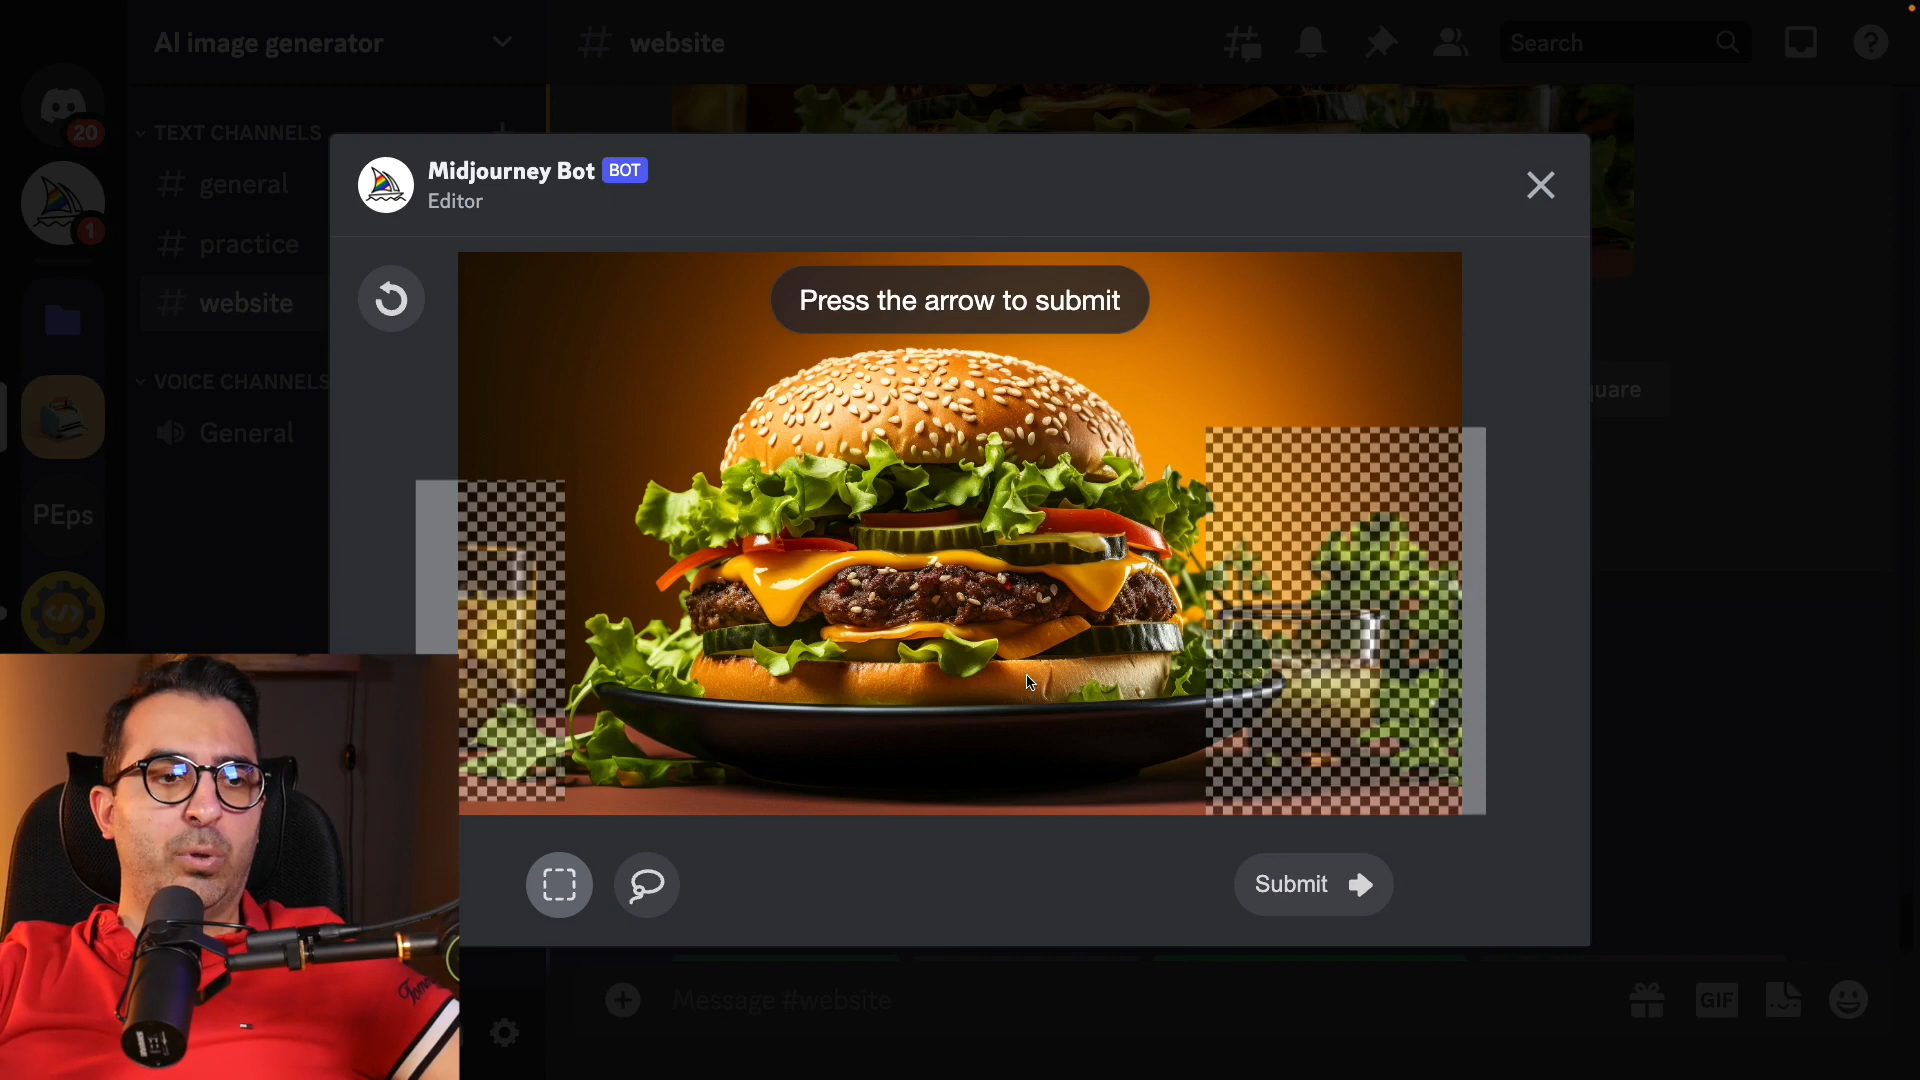 AI image generator
website
Search
20
TEXT CHANNELS
general
1
practice
website
VOICE CHANNELS
General
PEps
Midjourney Bot BOT
Editor
Press the arrow to submit
uare
Submit
Message #website
GIF